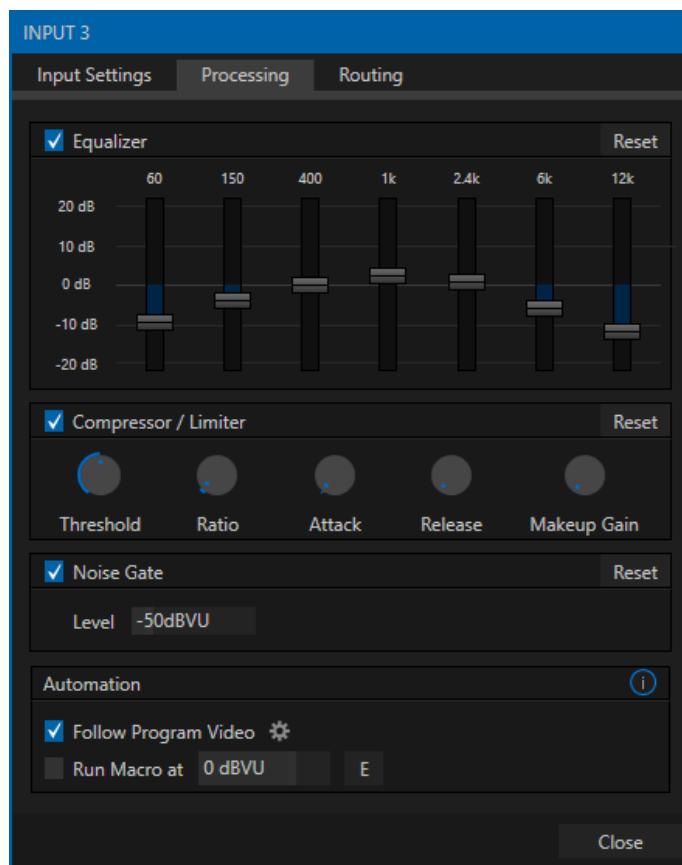 INPUT 3
Input Settings Processing Routing
Equalizer Reset
60 150 400 1k 2.4k 6k 12k
20 dB
10 dB
0 dB
-10 dB
-20 dB
Compressor / Limiter Reset
Threshold Ratio Attack Release Makeup Gain
Noise Gate Reset
Level -50dBVU
Automation i
Follow Program Video
Run Macro at 0 dBVU E
Close